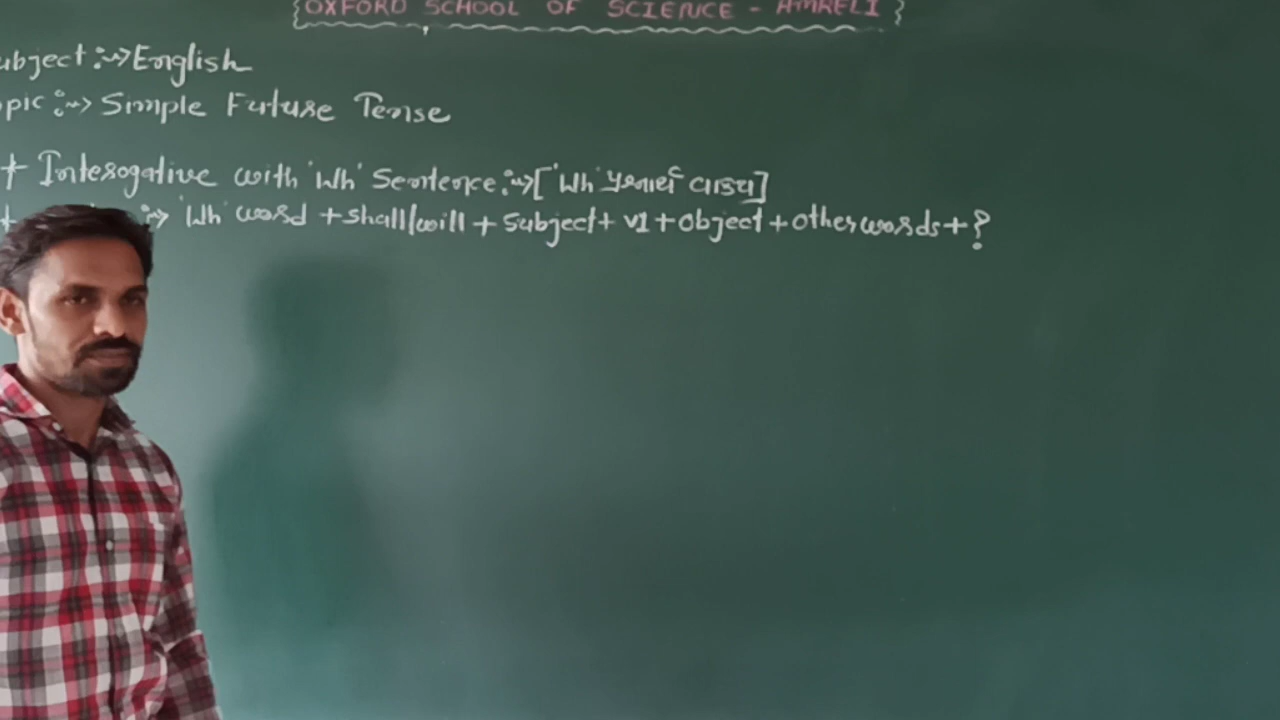 {OXFORD SCHOOL OF SCIENCE - AMRELI}
ubject :~> English
opic :~> Simple Future Tense
+ Interogative with 'Wh' Sentence :~> ['Wh' પ્રશ્નાર્થ વાક્ય]
:~> 'Wh' word + shall/will + subject + v1 + object + other words + ?